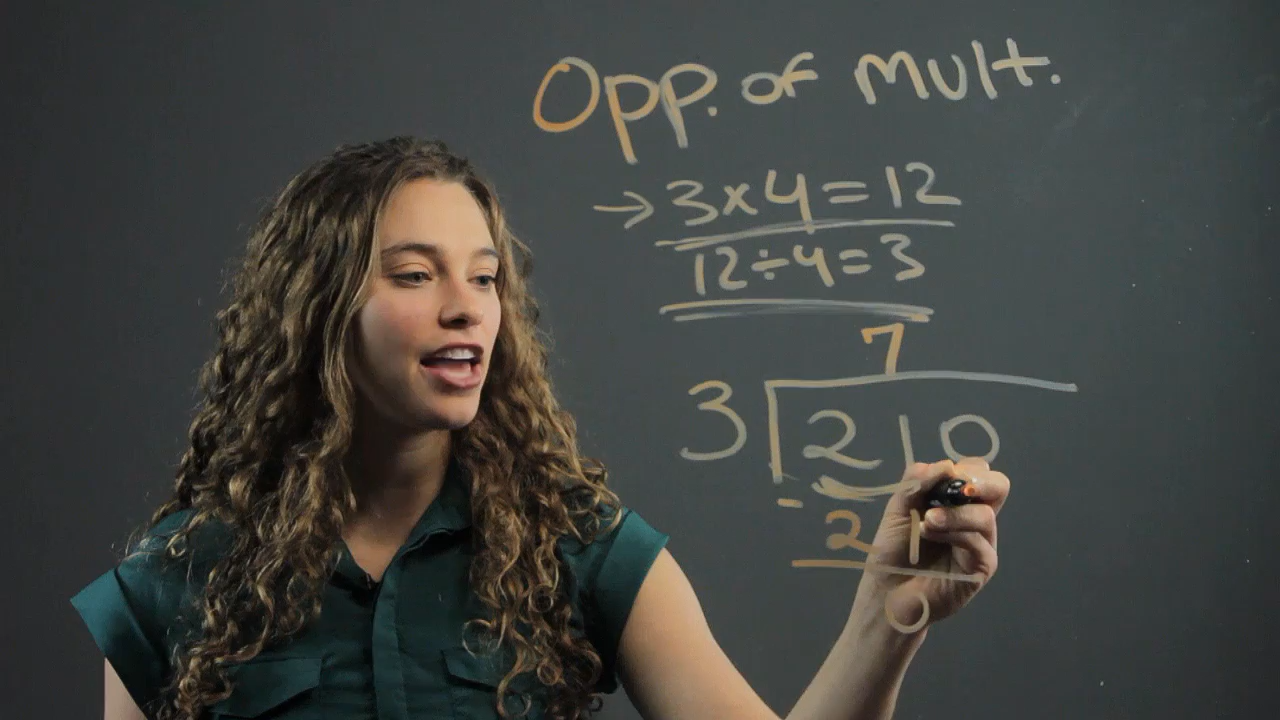 Opp. of mult.
→ 3x4=12
12÷4=3
7
3 210
- 21
0